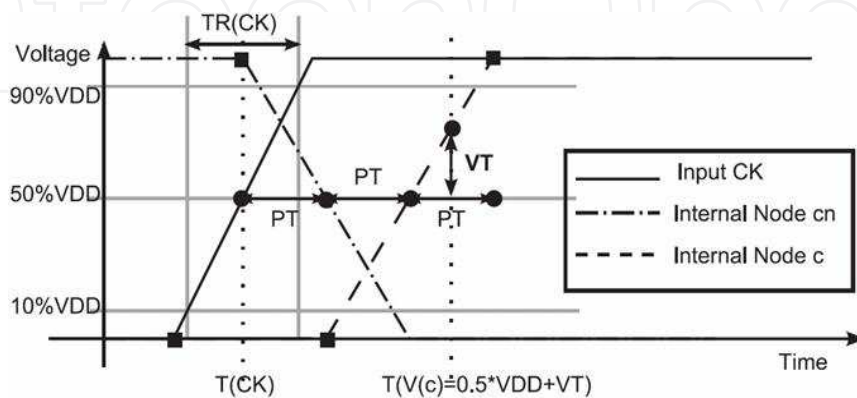 TR(CK)
Voltage
90%VDD
VT
PT
50%VDD
PT
PT
10%VDD
Time
T(CK)
T(V(c)=0.5*VDD+VT)
Input CK
Internal Node cn
Internal Node c